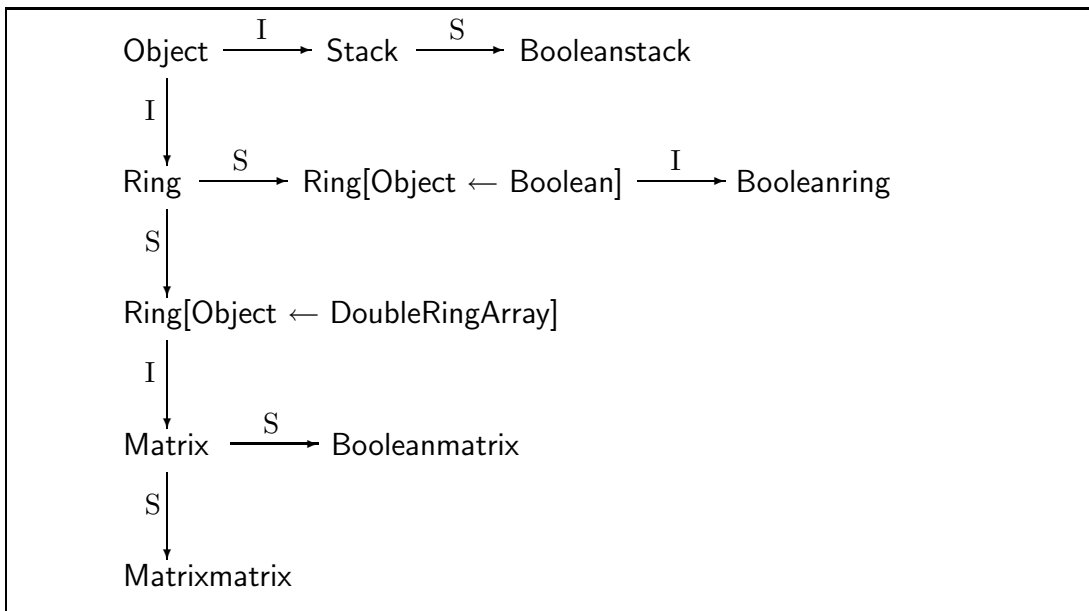 Object I Stack S Booleanstack
I
Ring S Ring[Object ← Boolean] I Booleanring
S
Ring[Object ← DoubleRingArray]
I
Matrix S Booleanmatrix
S
Matrixmatrix